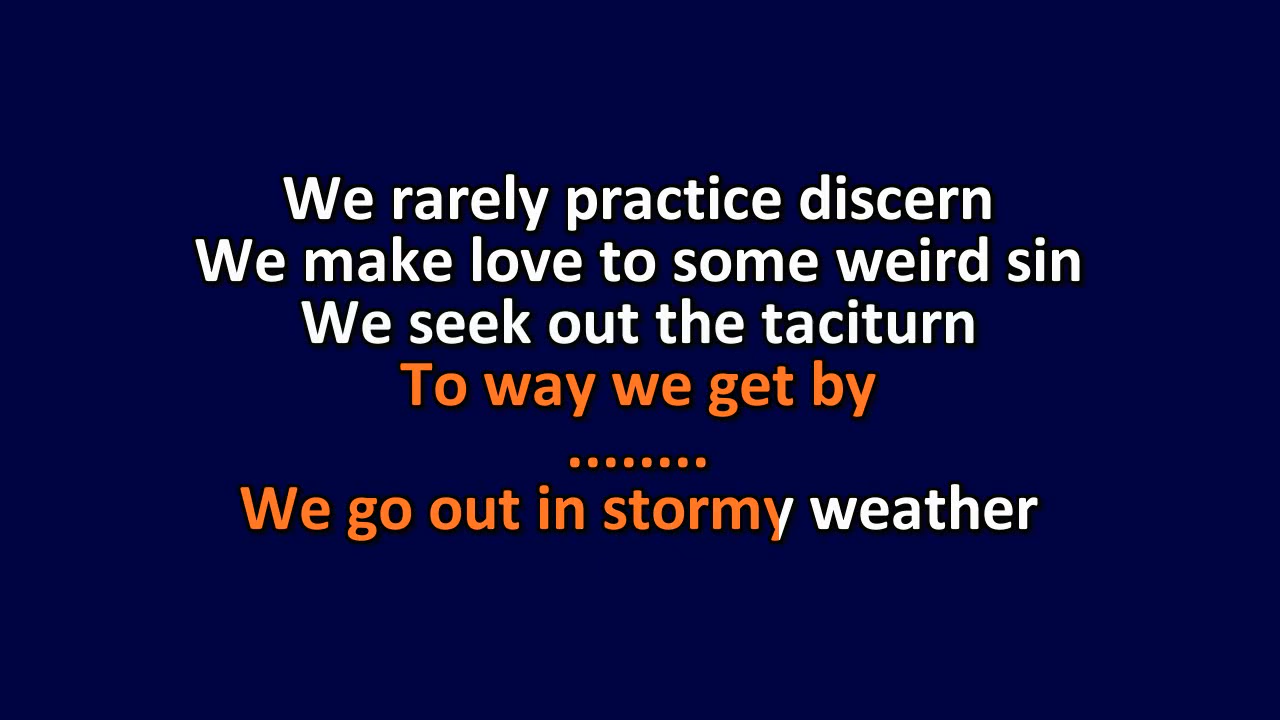 We rarely practice discern
We make love to some weird sin
We seek out the taciturn
To way we get by
........
We go out in stormy weather